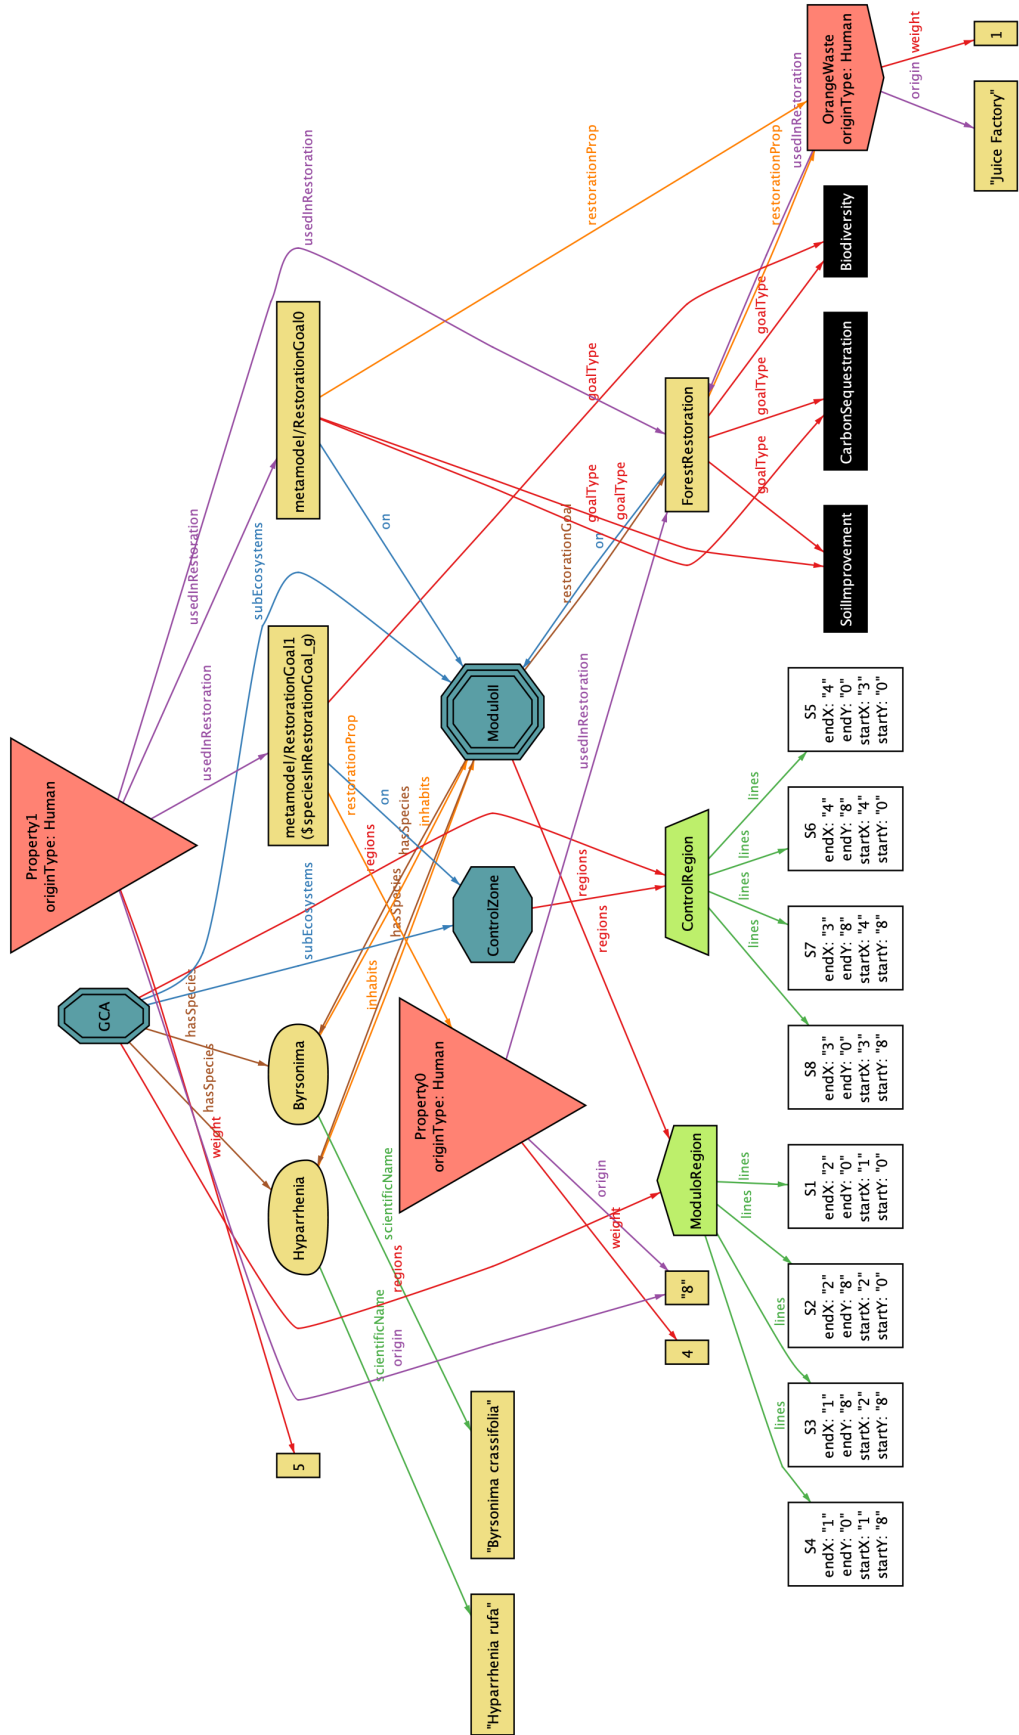 Property1
originType: Human
GCA
usedInRestoration
usedInRestoration
usedInRestoration
subEcosystems
subEcosystems
hasSpecies
hasSpecies
weight
regions
regions
origin
metamodel/RestorationGoal0
metamodel/RestorationGoal1
($speciesInRestorationGoal_g)
Byrsonima
Hyparrhenia
5
restorationProp
on
goalType
goalType
restorationProp
on
goalType
hasSpecies
inhabits
hasSpecies
inhabits
scientificName
scientificName
ModuloII
ControlZone
Property0
originType: Human
"Byrsonima crassifolia"
"Hyparrhenia rufa"
restorationGoal
on
usedInRestoration
regions
regions
origin
weight
ForestRestoration
ControlRegion
ModuloRegion
"8"
4
usedInRestoration
restorationProp
goalType
goalType
goalType
lines
lines
lines
lines
lines
lines
lines
lines
OrangeWaste
originType: Human
Biodiversity
CarbonSequestration
SoilImprovement
S5
endX: "4"
endY: "0"
startX: "3"
startY: "0"
S6
endX: "4"
endY: "8"
startX: "4"
startY: "0"
S7
endX: "3"
endY: "8"
startX: "4"
startY: "8"
S8
endX: "3"
endY: "0"
startX: "3"
startY: "8"
S1
endX: "2"
endY: "0"
startX: "1"
startY: "0"
S2
endX: "2"
endY: "8"
startX: "2"
startY: "0"
S3
endX: "1"
endY: "8"
startX: "2"
startY: "8"
S4
endX: "1"
endY: "0"
startX: "1"
startY: "8"
weight
origin
1
"Juice Factory"